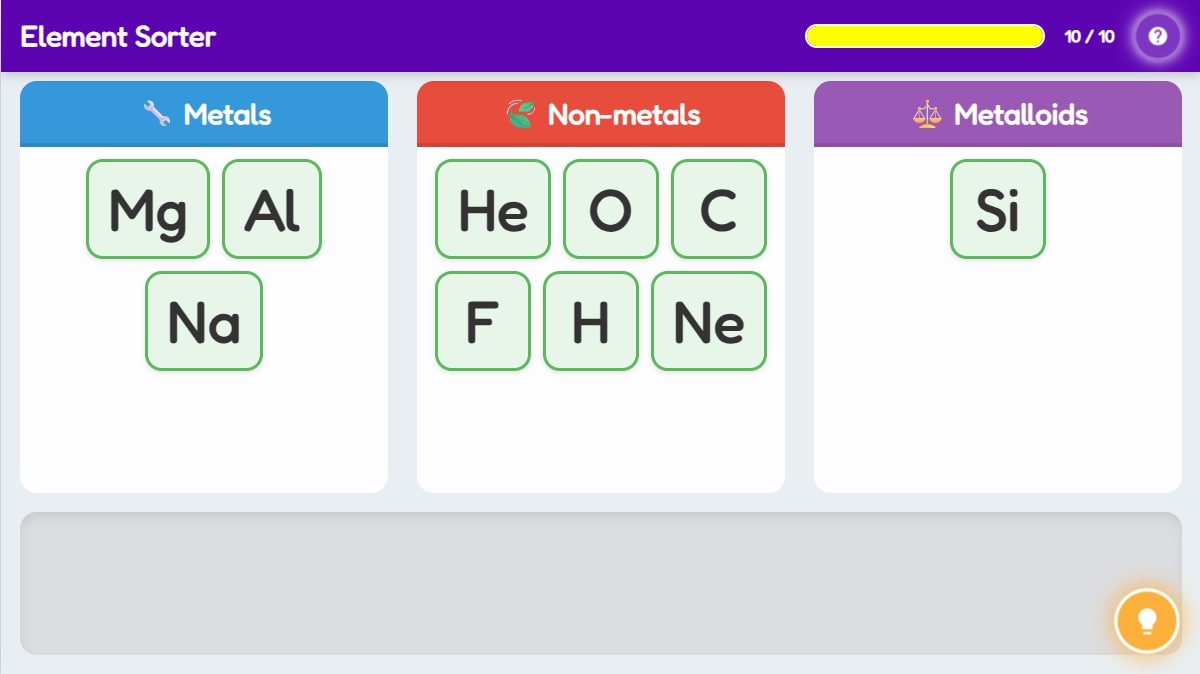 Element Sorter
10 / 10
Metals
Non-metals
Metalloids
Mg Al
Na
He O C
F H Ne
Si